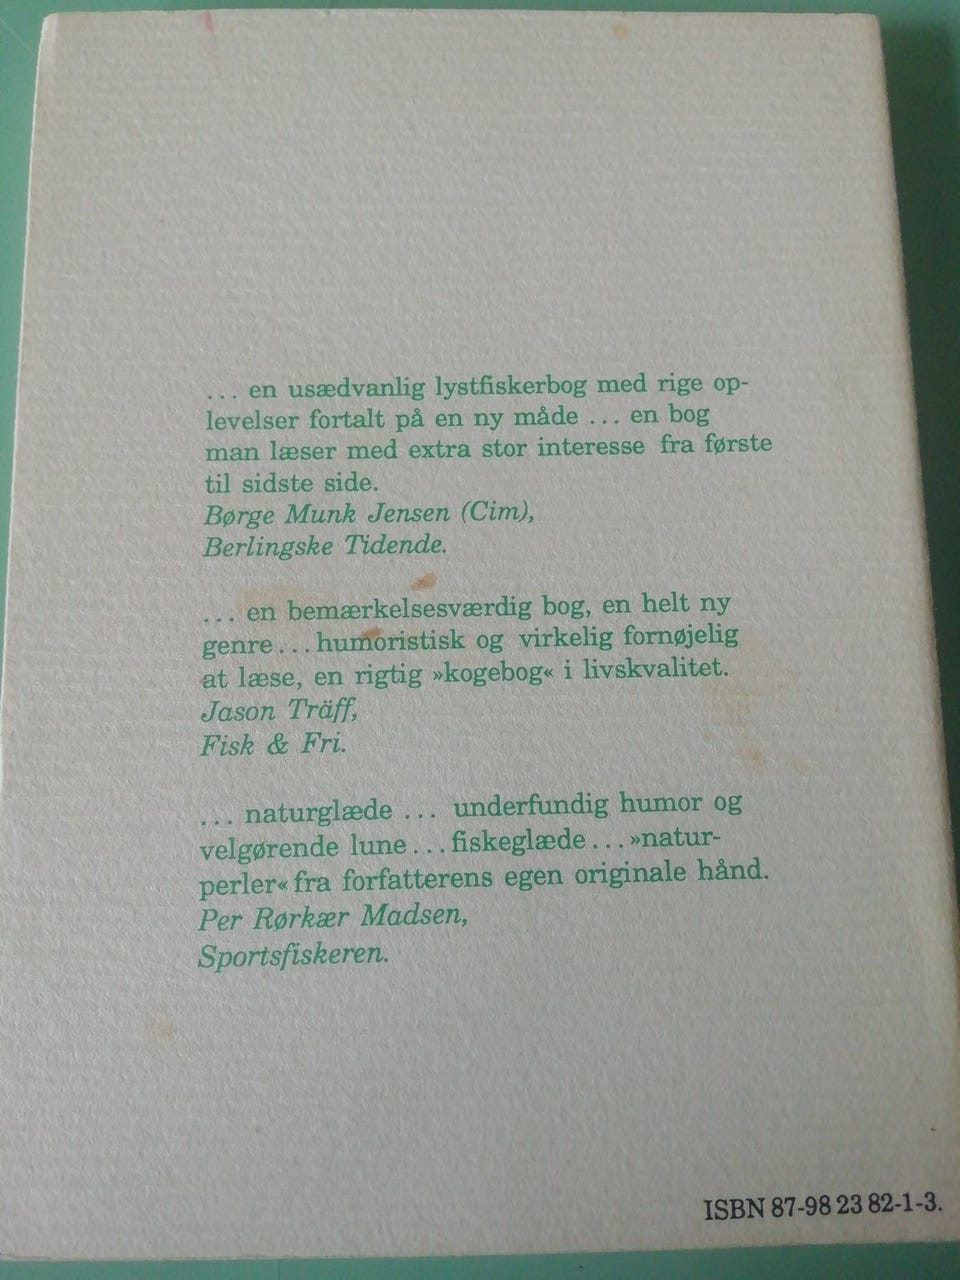 ... en usædvanlig lystfiskerbog med rige op-
levelser fortalt på en ny måde ... en bog
man læser med extra stor interesse fra første
til sidste side.
Børge Munk Jensen (Cim),
Berlingske Tidende.
... en bemærkelsesværdig bog, en helt ny
genre ... humoristisk og virkelig fornøjelig
at læse, en rigtig »kogebog« i livskvalitet.
Jason Träff,
Fisk & Fri.
... naturglæde ... underfundig humor og
velgørende lune ... fiskeglæde ... »natur-
perler« fra forfatterens egen originale hånd.
Per Rørkær Madsen,
Sportsfiskeren.
ISBN 87-98 23 82-1-3.